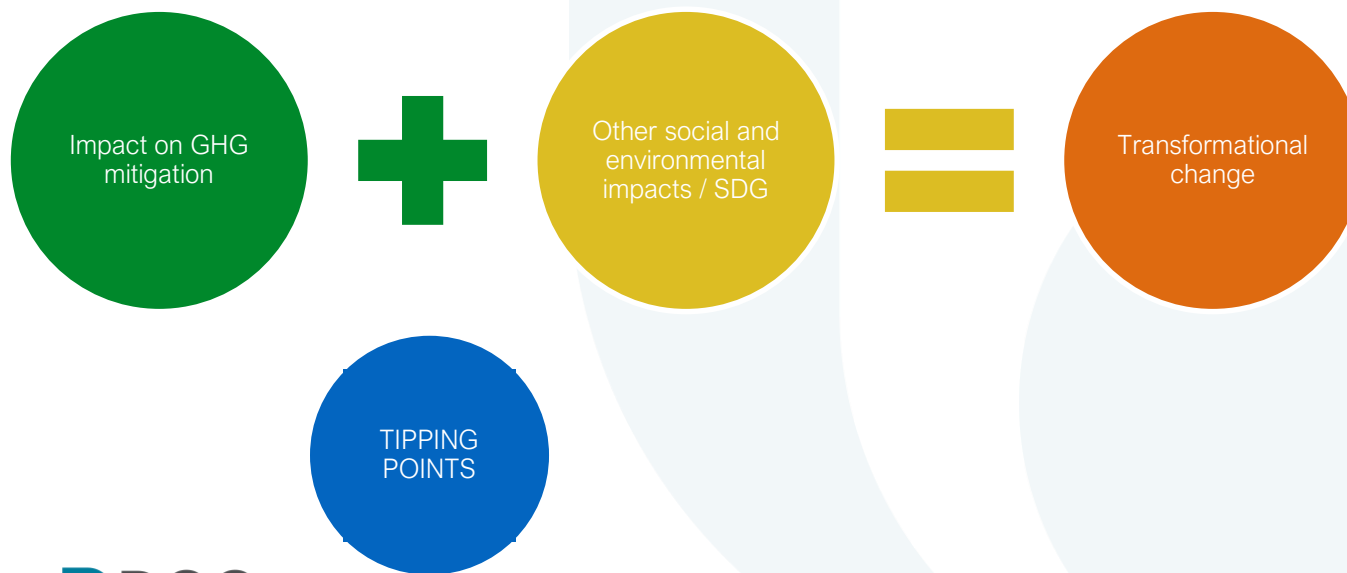 Impact on GHG
mitigation
Other social and
environmental
impacts / SDG
Transformational
change
TIPPING
POINTS